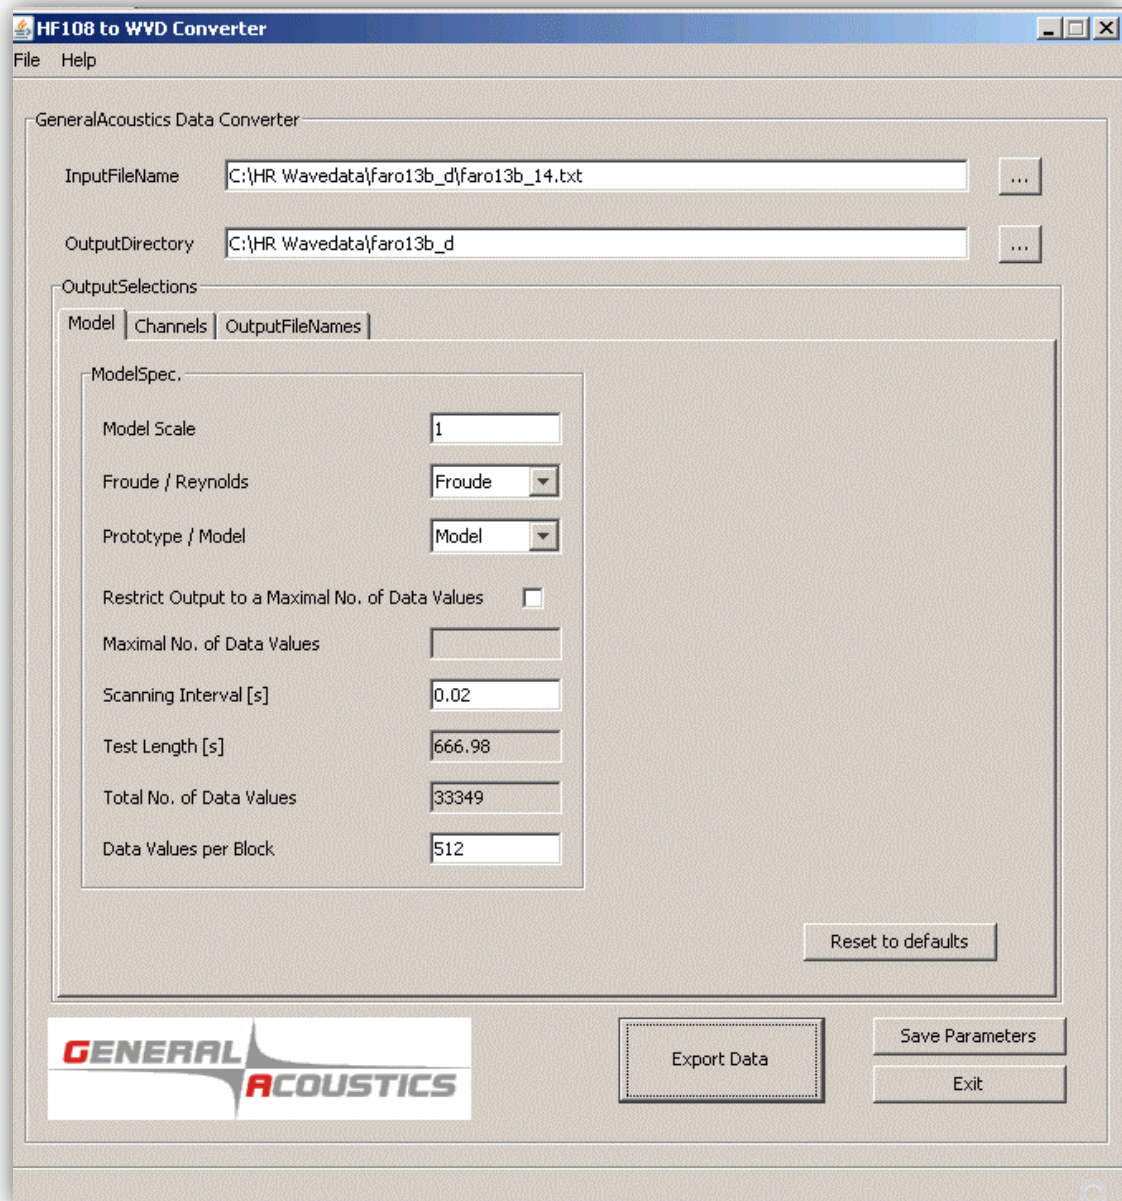 HF108 to WVD Converter
File Help
GeneralAcoustics Data Converter
InputFileName C:\HR Wavedata\faro13b_d\faro13b_14.txt ...
OutputDirectory C:\HR Wavedata\faro13b_d ...
OutputSelections
Model Channels OutputFileNames
ModelSpec.
Model Scale 1
Froude / Reynolds Froude
Prototype / Model Model
Restrict Output to a Maximal No. of Data Values
Maximal No. of Data Values
Scanning Interval [s] 0.02
Test Length [s] 666.98
Total No. of Data Values 33349
Data Values per Block 512
Reset to defaults
GENERAL
ACOUSTICS
Export Data
Save Parameters
Exit